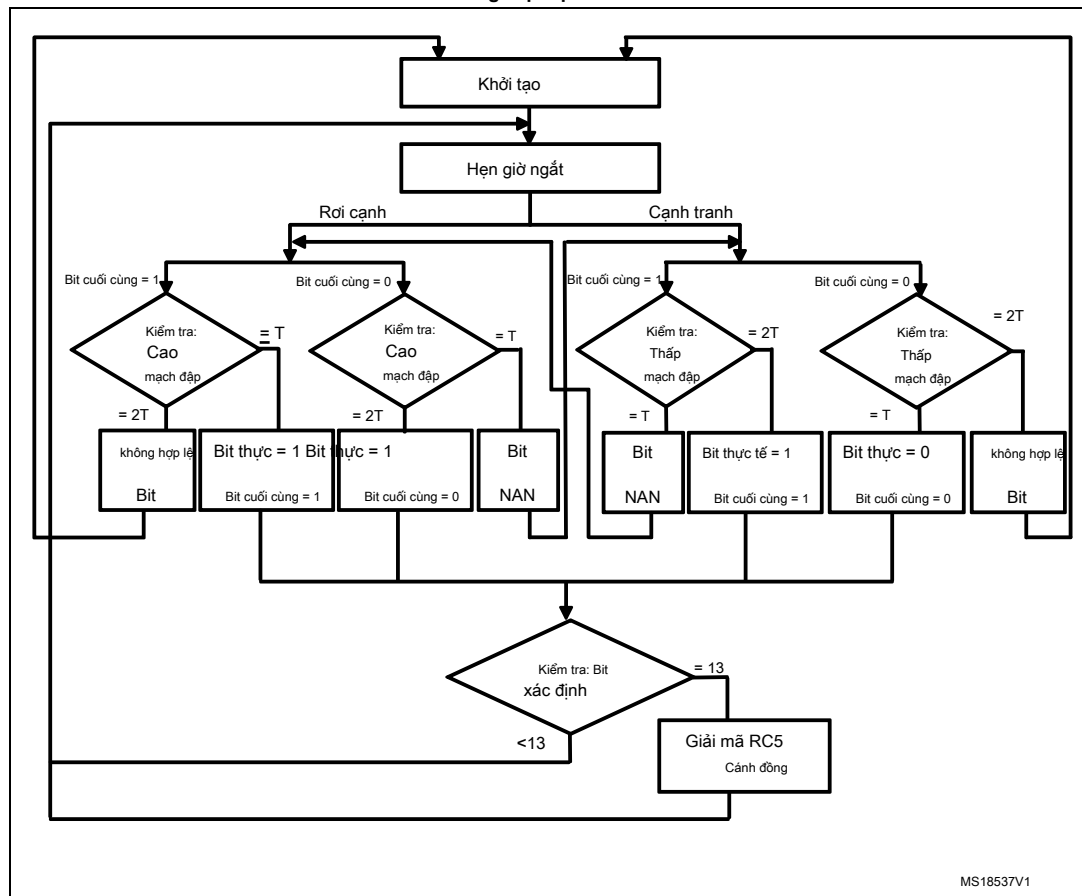 Khởi tạo
Hẹn giờ ngắt
Rơi cạnh
Cạnh tranh
Bit cuối cùng = 1
Bit cuối cùng = 0
Bit cuối cùng = 1
Bit cuối cùng = 0
Kiểm tra:
Cao
mạch đập
= T
= 2T
Kiểm tra:
Cao
mạch đập
= T
= 2T
Kiểm tra:
Thấp
mạch đập
= 2T
= T
Kiểm tra:
Thấp
mạch đập
= 2T
= T
không hợp lệ
Bit
Bit thực = 1
Bit cuối cùng = 1
Bit thực = 1
Bit cuối cùng = 0
Bit
NAN
Bit
NAN
Bit thực tế = 1
Bit cuối cùng = 1
Bit thực = 0
Bit cuối cùng = 0
không hợp lệ
Bit
Kiểm tra: Bit
xác định
= 13
<13
Giải mã RC5
Cánh đồng
MS18537V1